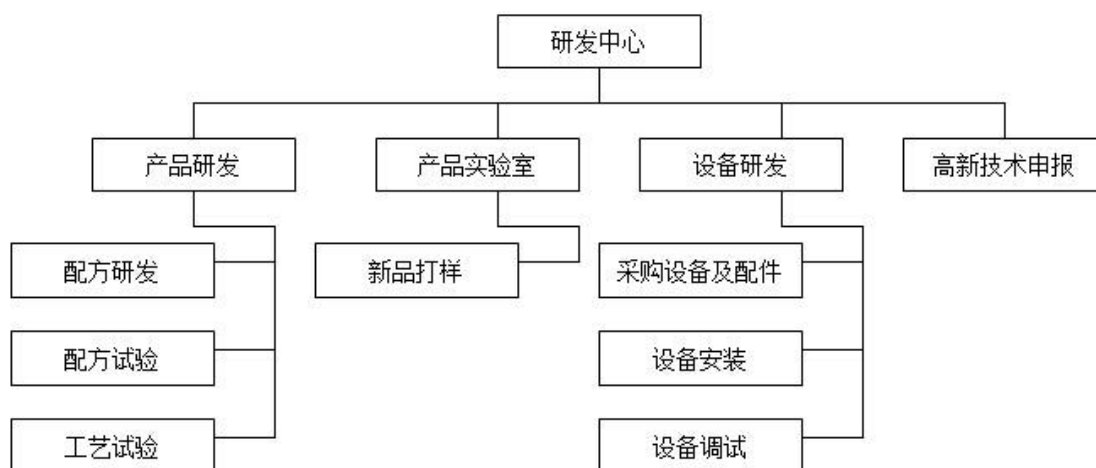 研发中心
产品研发
产品实验室
设备研发
高新技术申报
配方研发
新品打样
采购设备及配件
配方试验
设备安装
工艺试验
设备调试